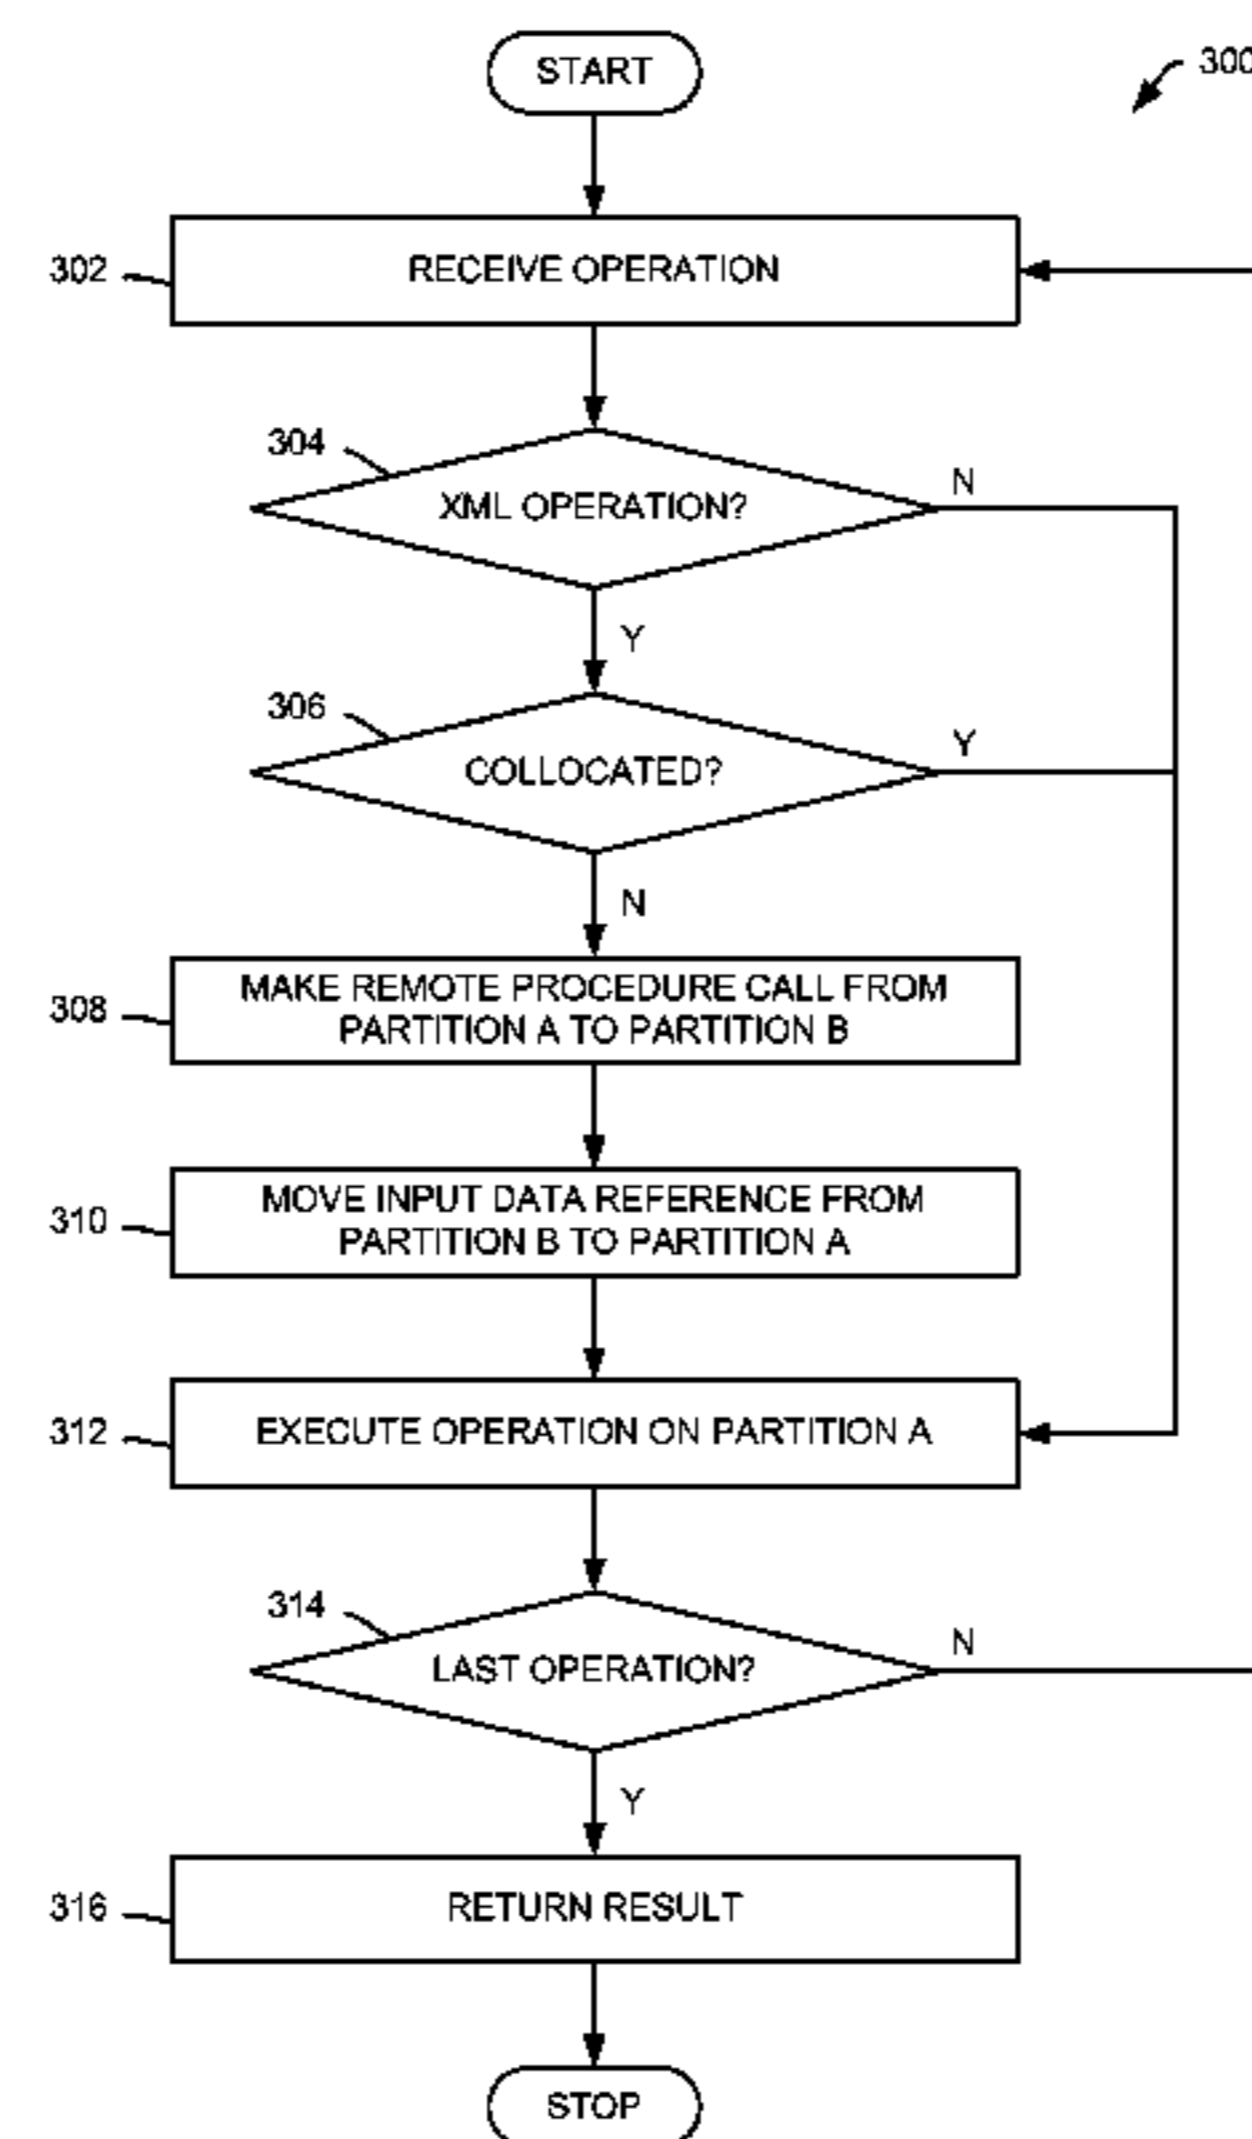 START
300
302
RECEIVE OPERATION
304
XML OPERATION?
N
Y
306
COLLOCATED?
Y
N
308
MAKE REMOTE PROCEDURE CALL FROM
PARTITION A TO PARTITION B
310
MOVE INPUT DATA REFERENCE FROM
PARTITION B TO PARTITION A
312
EXECUTE OPERATION ON PARTITION A
314
LAST OPERATION?
N
Y
316
RETURN RESULT
STOP